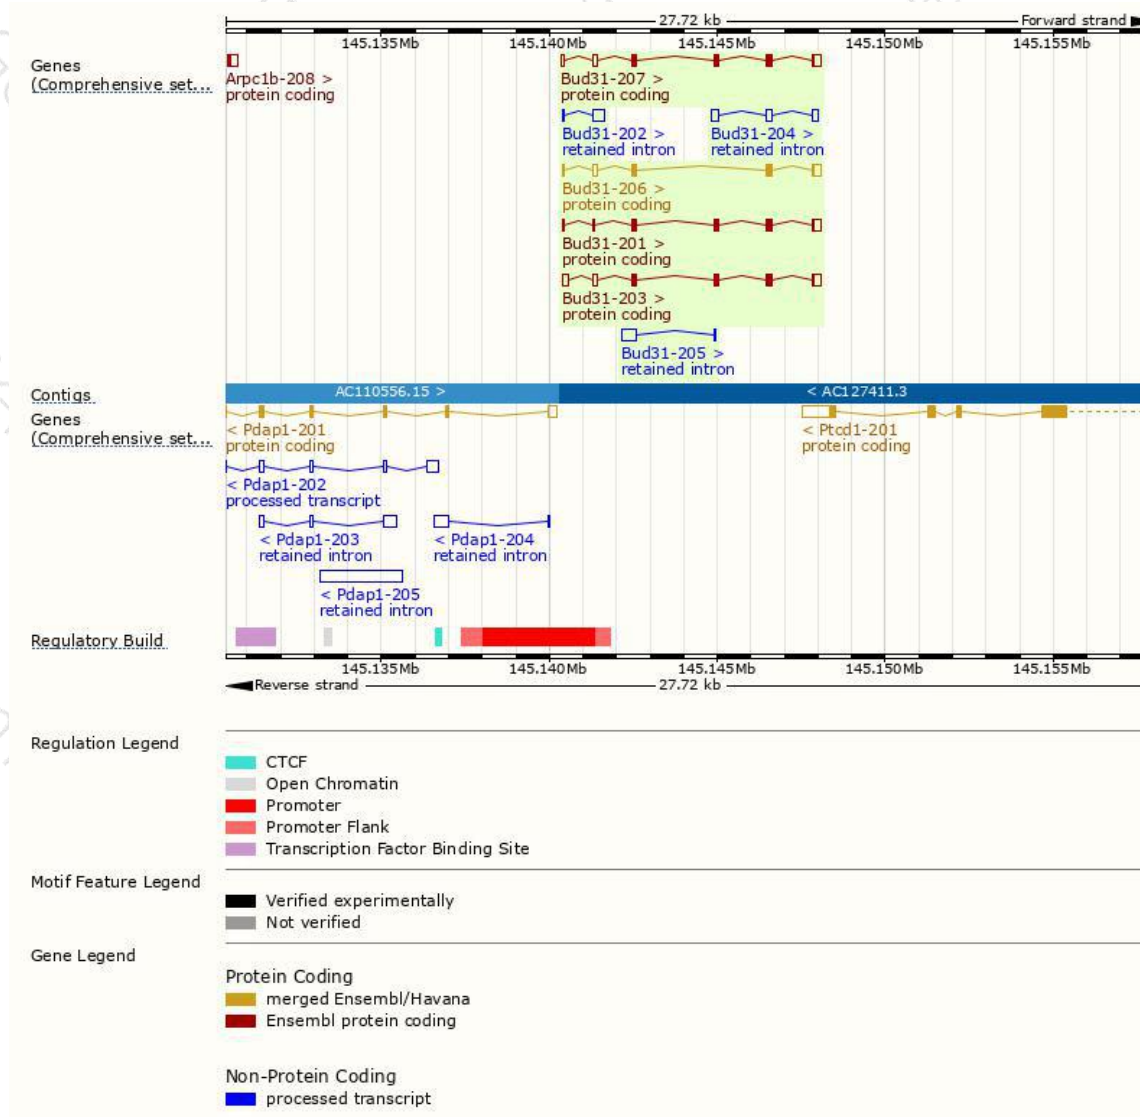 27.72 kb Forward strand
145.135Mb 145.140Mb 145.145Mb 145.150Mb 145.155Mb
Genes
(Comprehensive set...
Arpc1b-208 >
protein coding
Bud31-207 >
protein coding
Bud31-202 >
retained intron
Bud31-204 >
retained intron
Bud31-206 >
protein coding
Bud31-201 >
protein coding
Bud31-203 >
protein coding
Bud31-205 >
retained intron
Contigs
AC110556.15 > < AC127411.3
Genes
(Comprehensive set...
< Pdap1-201
protein coding
< Ptcd1-201
protein coding
< Pdap1-202
processed transcript
< Pdap1-203
retained intron
< Pdap1-204
retained intron
< Pdap1-205
retained intron
Regulatory Build
145.135Mb 145.140Mb 145.145Mb 145.150Mb 145.155Mb
Reverse strand 27.72 kb
Regulation Legend
CTCF
Open Chromatin
Promoter
Promoter Flank
Transcription Factor Binding Site
Motif Feature Legend
Verified experimentally
Not verified
Gene Legend
Protein Coding
merged Ensembl/Havana
Ensembl protein coding
Non-Protein Coding
processed transcript